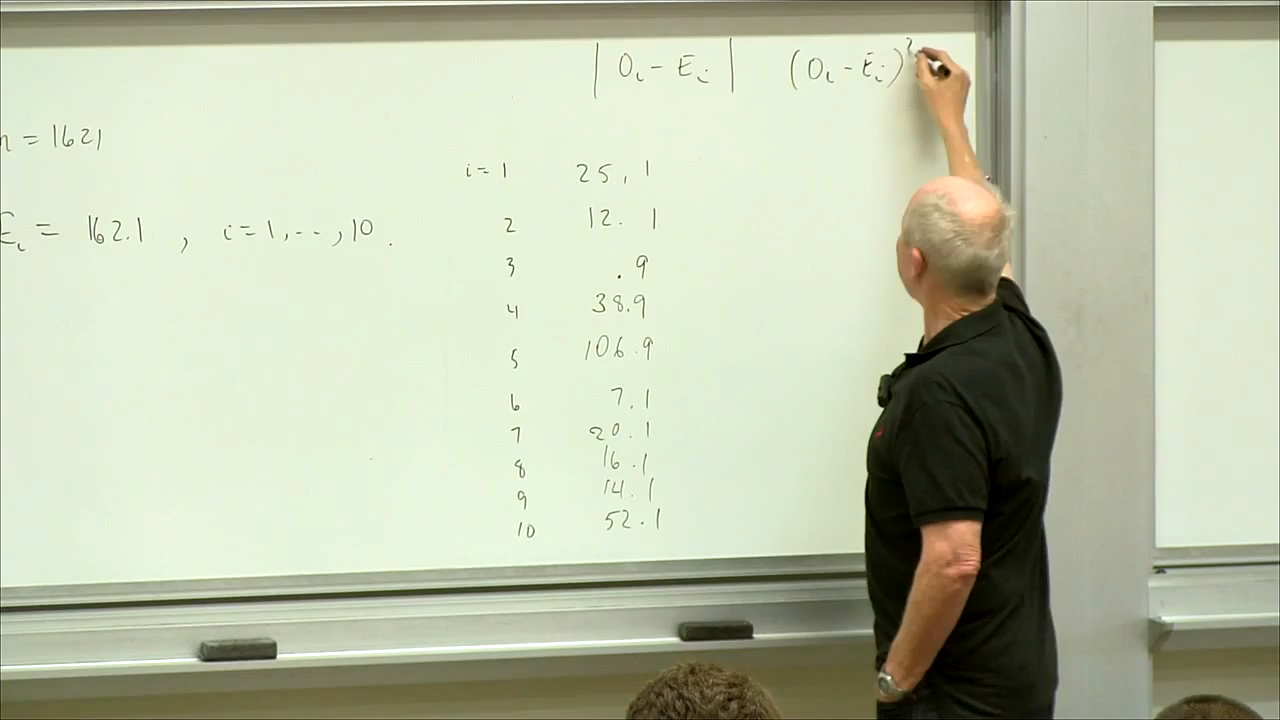 | Oᵢ - Eᵢ | (Oᵢ - Eᵢ)²
n = 1621
i = 1 25.1
Eᵢ = 162.1 , i = 1, ..., 10.
2 12.1
3 .9
4 38.9
5 106.9
6 7.1
7 20.1
8 16.1
9 14.1
10 52.1